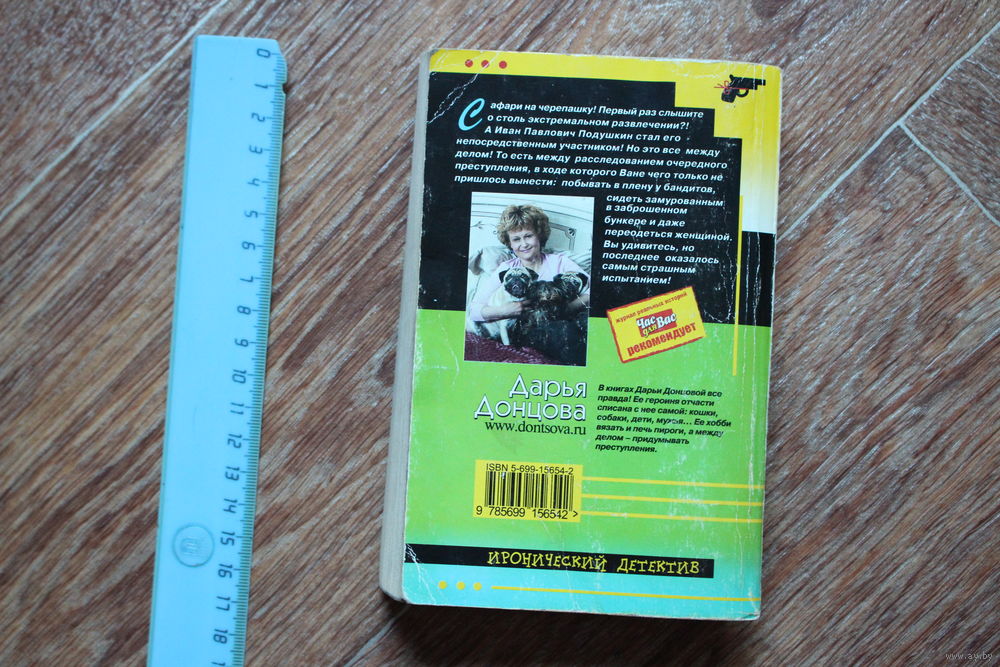 0
1
2
3
4
5
6
7
8
9
10
11
12
13
14
15
16
17
18
Сафари на черепашку! Первый раз слышите
о столь экстремальном развлечении?!
А Иван Павлович Подушкин стал его
непосредственным участником! Но это все между
делом! То есть между расследованием очередного
преступления, в ходе которого Ване чего только не
пришлось вынести: побывать в плену у бандитов,
сидеть замурованным
в заброшенном
бункере и даже
переодеться женщиной.
Вы удивитесь, но
последнее оказалось
самым страшным
испытанием!
журнал реальных историй
Час
для Вас
рекомендует
Дарья
Донцова
www.dontsova.ru
В книгах Дарьи Донцовой все
правда! Ее героиня отчасти
списана с нее самой: кошки,
собаки, дети, мужья... Ее хобби
вязать и печь пироги, а между
делом – придумывать
преступления.
ISBN 5-699-15654-2
9 785699 156542 >
ИРОНИЧЕСКИЙ ДЕТЕКТИВ
www.ay.by